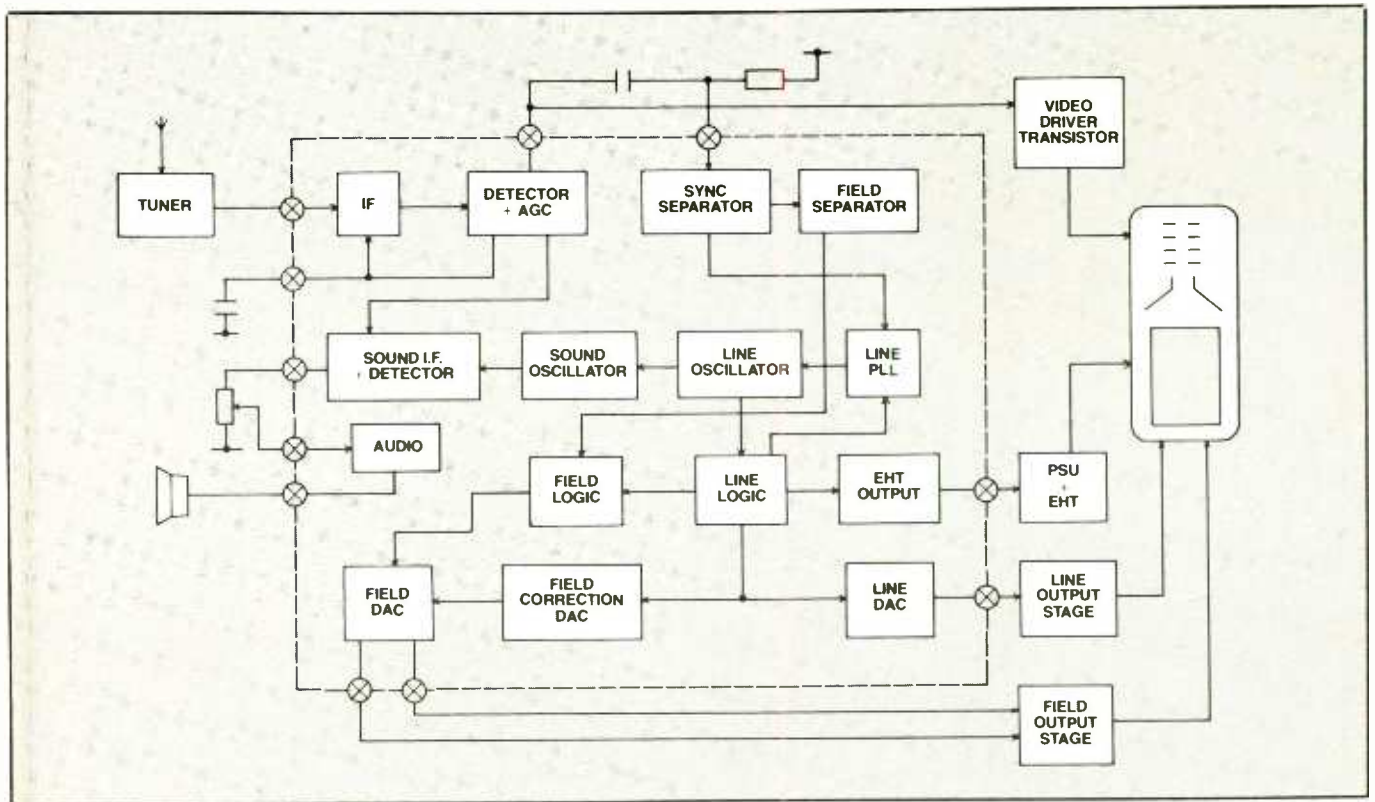 VIDEO
DRIVER
TRANSISTOR
TUNER
IF
DETECTOR
+ AGC
SYNC
SEPARATOR
FIELD
SEPARATOR
SOUND I.F.
+ DETECTOR
SOUND
OSCILLATOR
LINE
OSCILLATOR
LINE
PLL
AUDIO
FIELD
LOGIC
LINE
LOGIC
EHT
OUTPUT
PSU
+
EHT
FIELD
DAC
FIELD
CORRECTION
DAC
LINE
DAC
LINE
OUTPUT
STAGE
FIELD
OUTPUT
STAGE